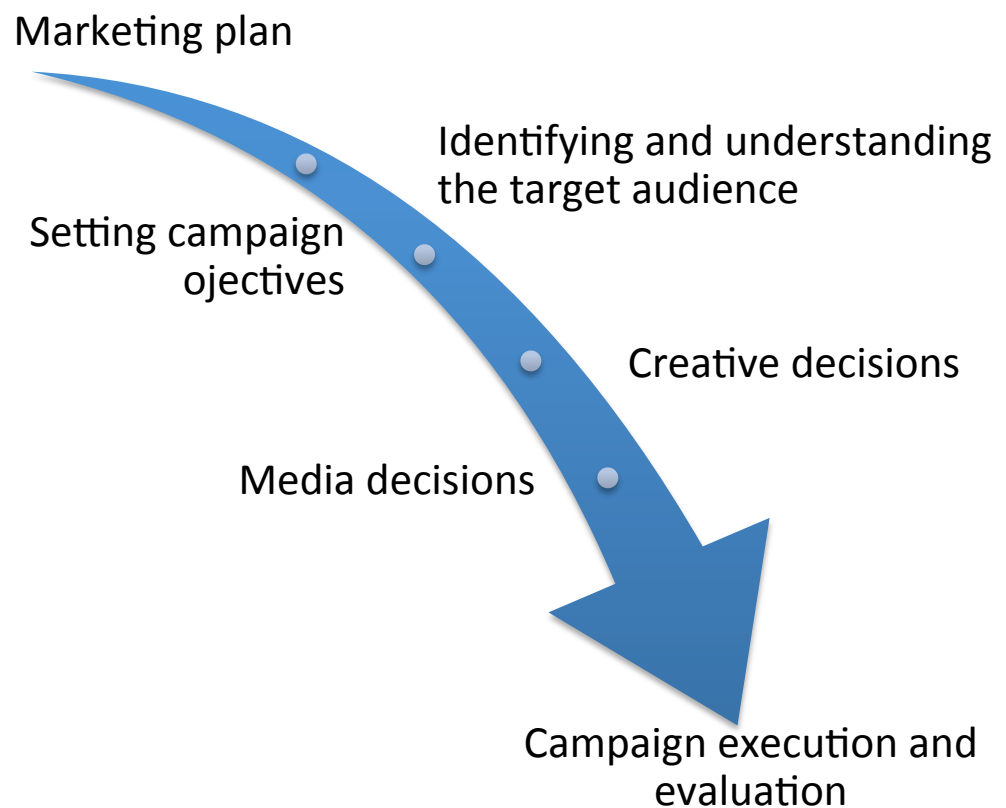 Marketing plan
Identifying and understanding
the target audience
Setting campaign
ojectives
Creative decisions
Media decisions
Campaign execution and
evaluation